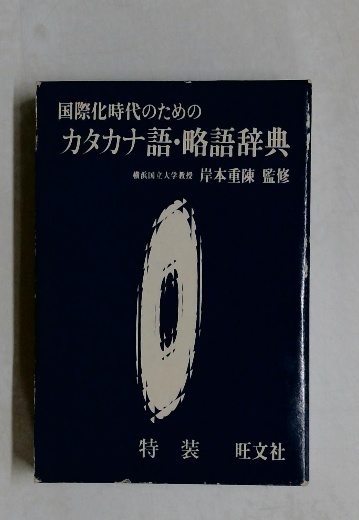 国際化時代のための
カタカナ語・略語辞典
横浜国立大学教授 岸本重陳 監修
特装 旺文社